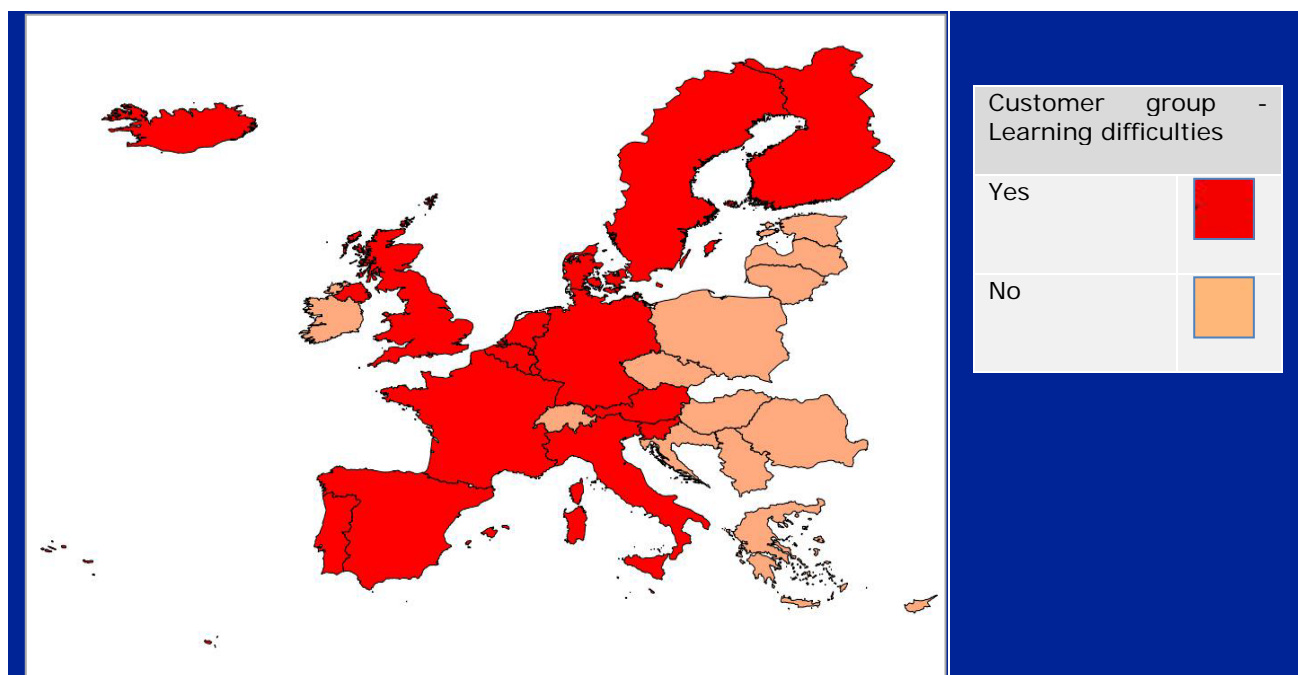 Customer group -
Learning difficulties
Yes
No